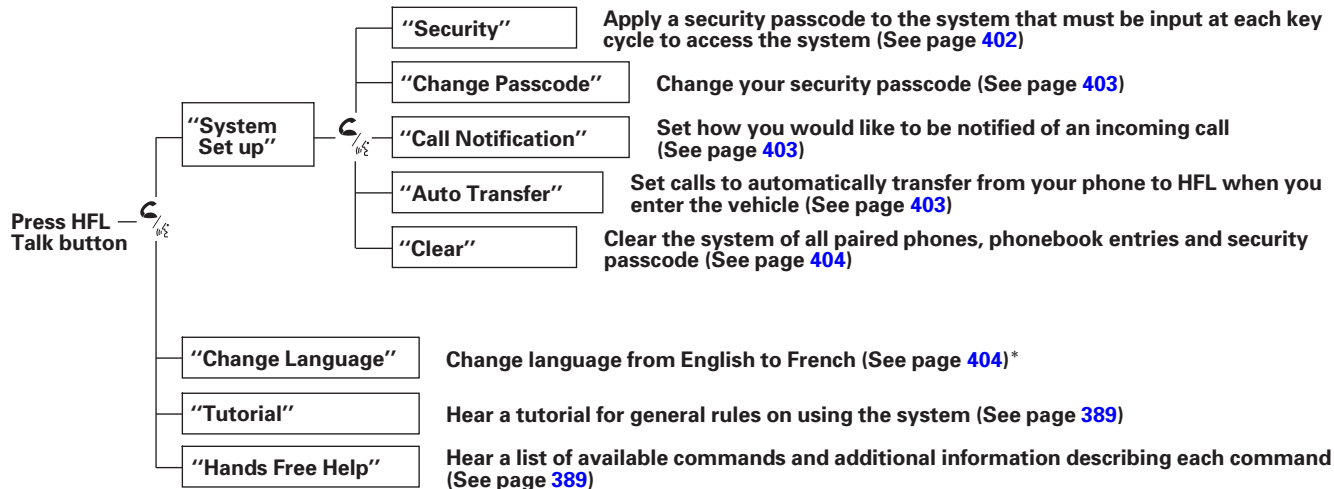 "Security"
Apply a security passcode to the system that must be input at each key
cycle to access the system (See page 402)
"Change Passcode"
Change your security passcode (See page 403)
"System
Set up"
"Call Notification"
Set how you would like to be notified of an incoming call
(See page 403)
"Auto Transfer"
Set calls to automatically transfer from your phone to HFL when you
enter the vehicle (See page 403)
Press HFL
Talk button
"Clear"
Clear the system of all paired phones, phonebook entries and security
passcode (See page 404)
"Change Language"
Change language from English to French (See page 404)*
"Tutorial"
Hear a tutorial for general rules on using the system (See page 389)
"Hands Free Help"
Hear a list of available commands and additional information describing each command
(See page 389)